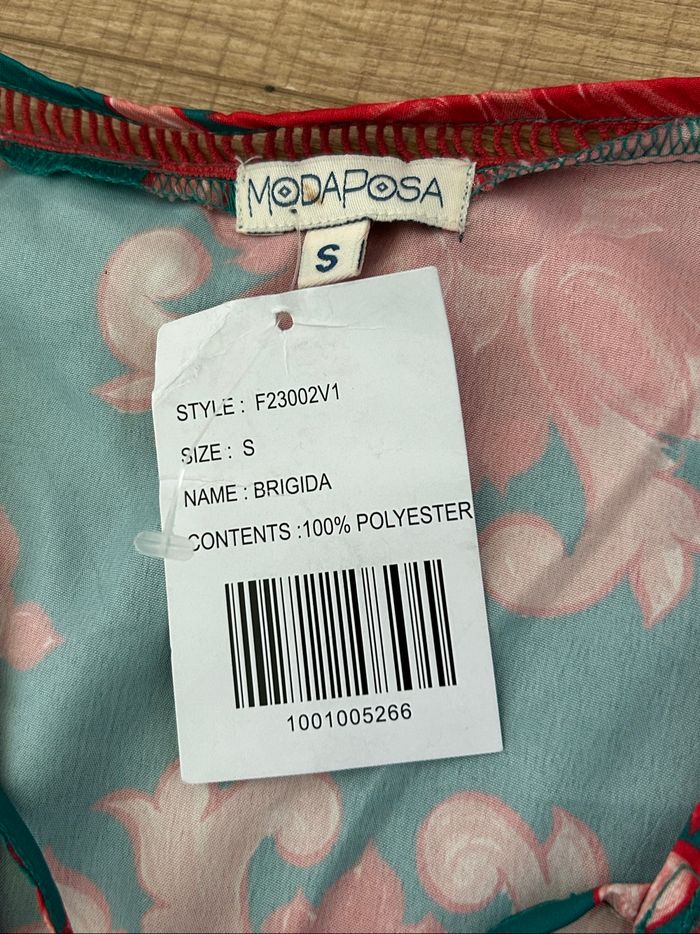 MODAPOSA
S
STYLE : F23002V1
SIZE : S
NAME : BRIGIDA
CONTENTS :100% POLYESTER
1001005266